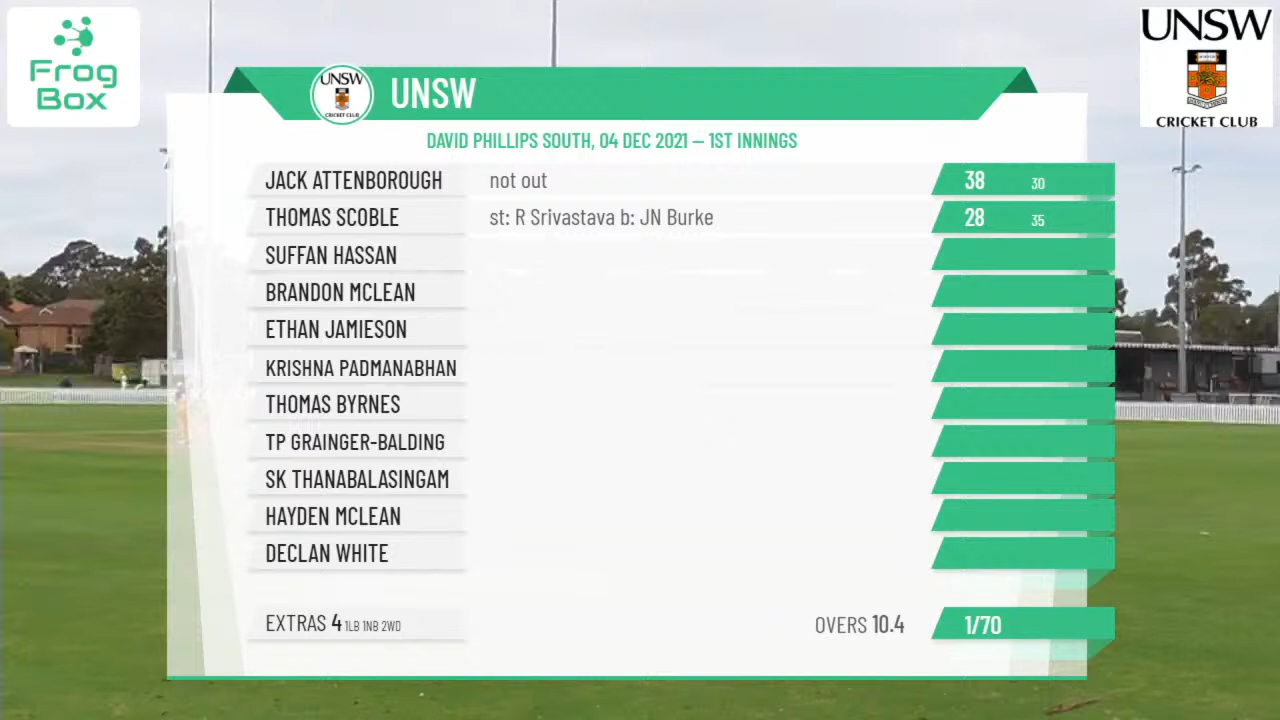 Frog
Box
UNSW
CRICKET CLUB
UNSW
CRICKET CLUB
UNSW
DAVID PHILLIPS SOUTH, 04 DEC 2021 – 1ST INNINGS
JACK ATTENBOROUGH not out 38 30
THOMAS SCOBLE st: R Srivastava b: JN Burke 28 35
SUFFAN HASSAN
BRANDON MCLEAN
ETHAN JAMIESON
KRISHNA PADMANABHAN
THOMAS BYRNES
TP GRAINGER-BALDING
SK THANABALASINGAM
HAYDEN MCLEAN
DECLAN WHITE
EXTRAS 4 1LB 1NB 2WD OVERS 10.4 1/70